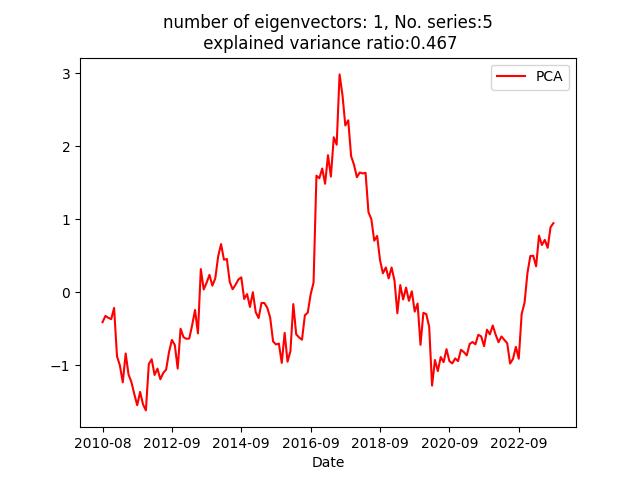 number of eigenvectors: 1, No. series:5
explained variance ratio:0.467
PCA
3
2
1
0
−1
2010-08 2012-09 2014-09 2016-09 2018-09 2020-09 2022-09
Date